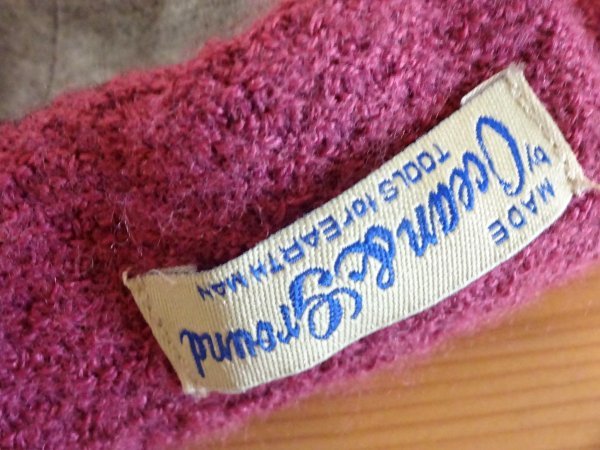 MADE
by Ocean & Ground
TOOLS for EARTH MAN